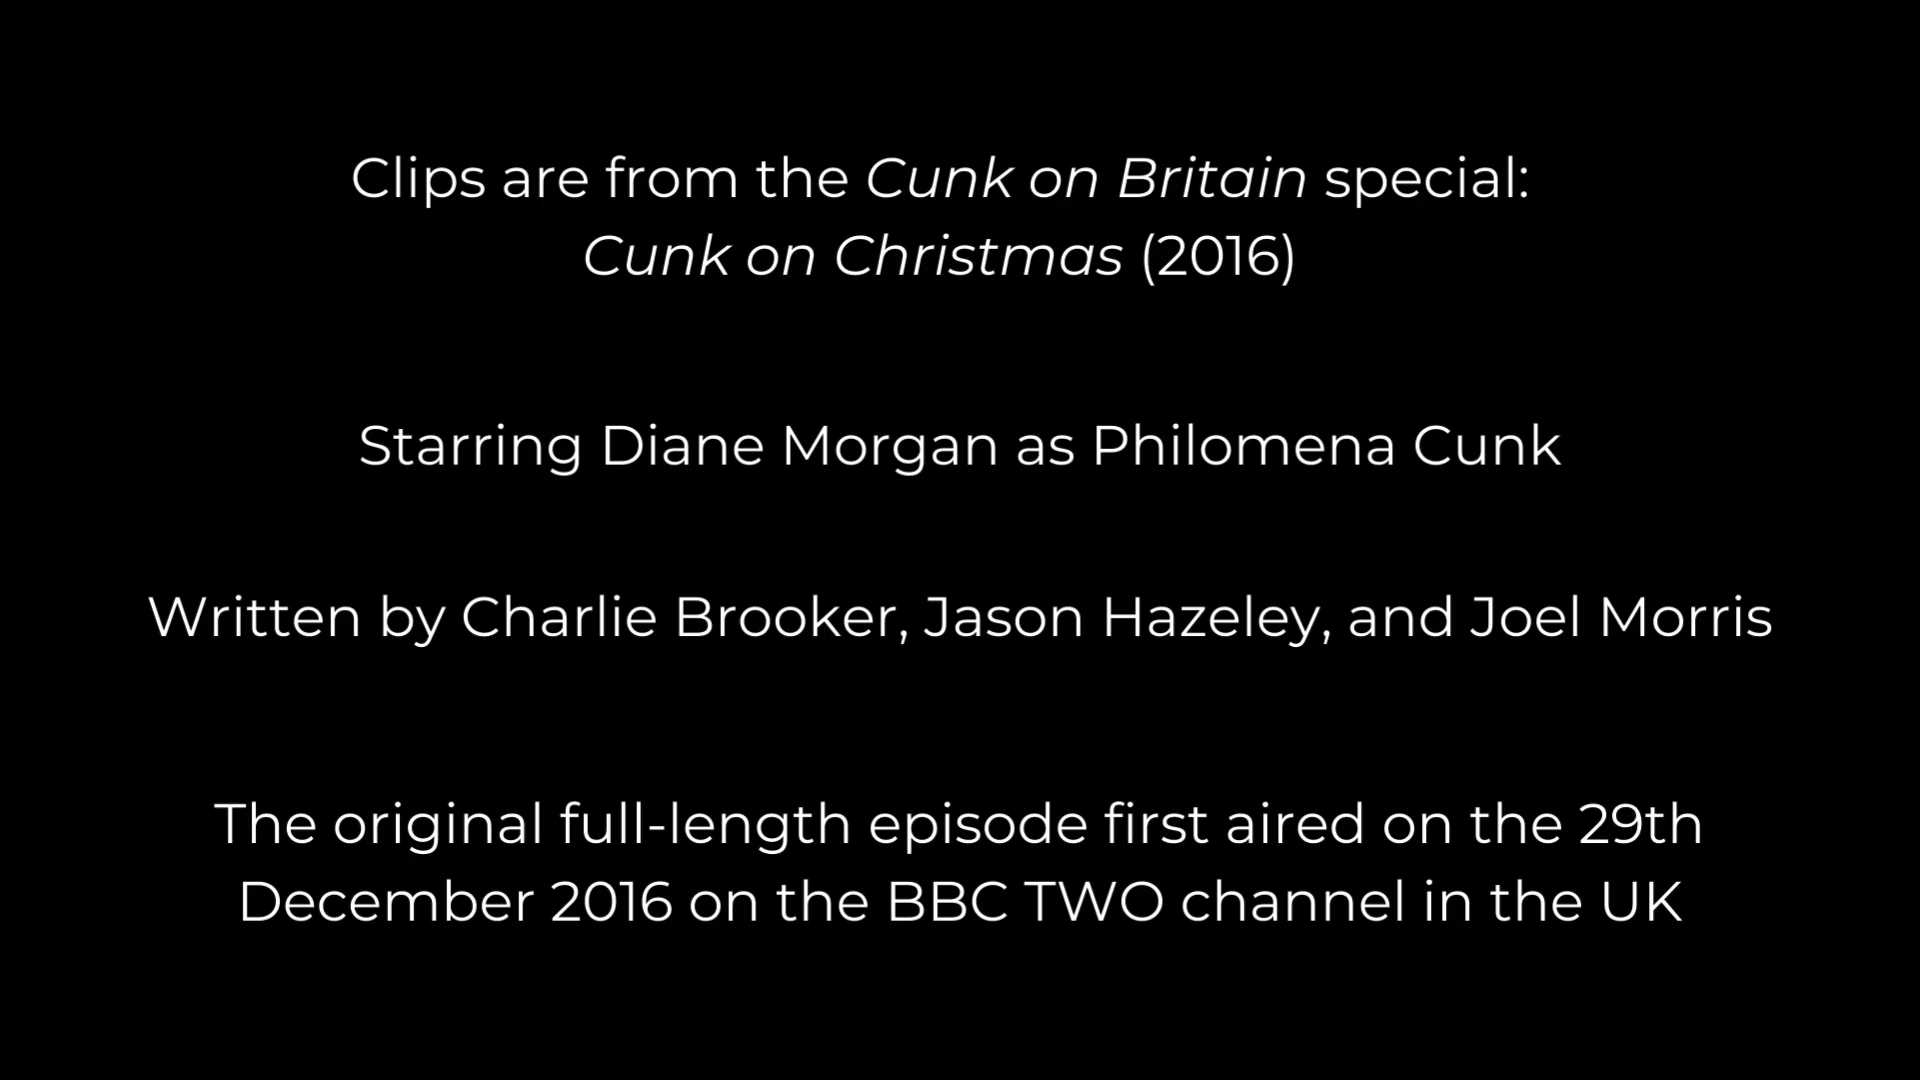 Clips are from the Cunk on Britain special:
Cunk on Christmas (2016)
Starring Diane Morgan as Philomena Cunk
Written by Charlie Brooker, Jason Hazeley, and Joel Morris
The original full-length episode first aired on the 29th
December 2016 on the BBC TWO channel in the UK